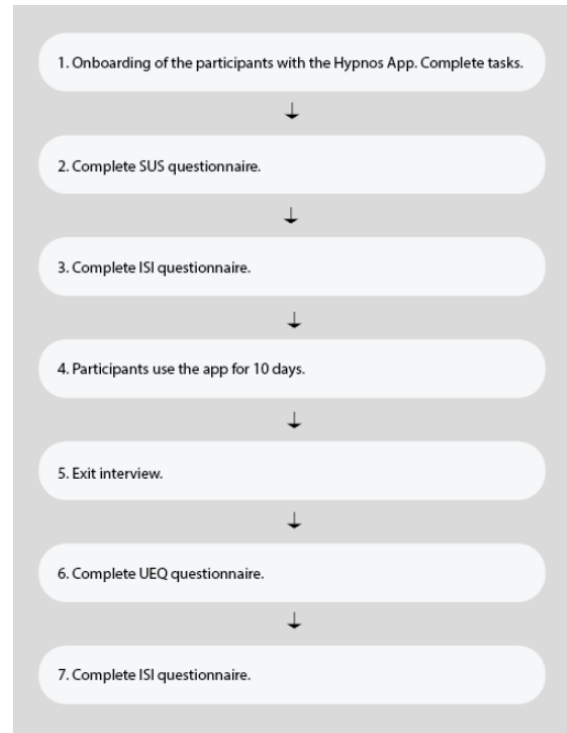 1. Onboarding of the participants with the Hypnos App. Complete tasks.
2. Complete SUS questionnaire.
3. Complete ISI questionnaire.
4. Participants use the app for 10 days.
5. Exit interview.
6. Complete UEQ questionnaire.
7. Complete ISI questionnaire.